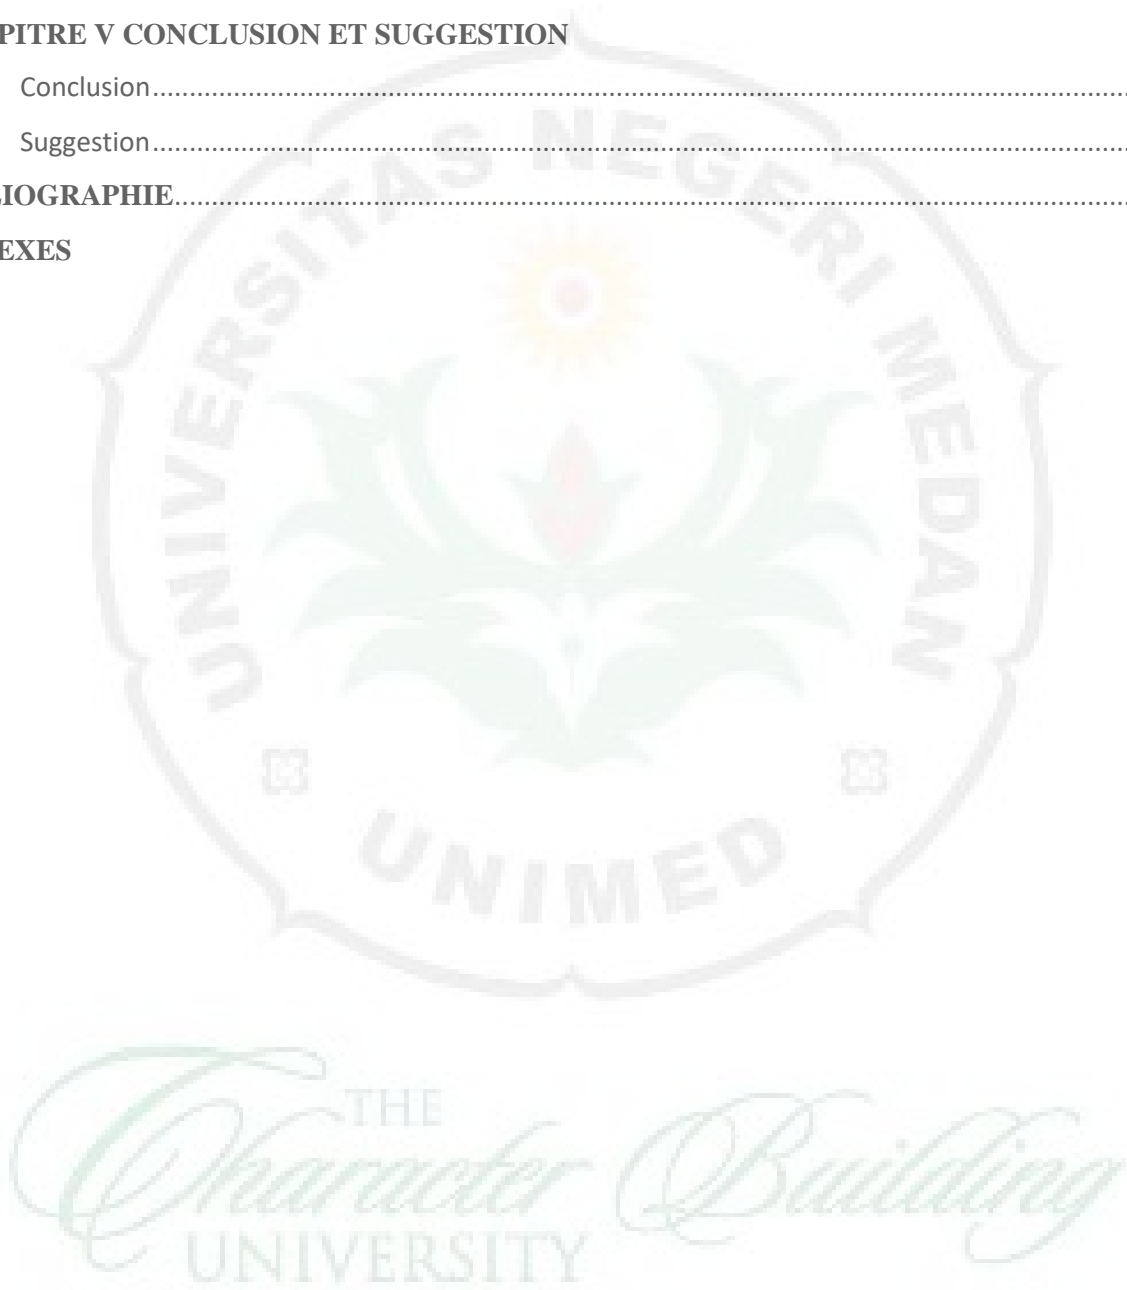 PITRE V CONCLUSION ET SUGGESTION
Conclusion................................................................................................................................
Suggestion................................................................................................................................
LIOGRAPHIE................................................................................................................................
EXES
UNIVERSITAS NEGERI MEDAN
UNIMED
THE
Character Building
UNIVERSITY